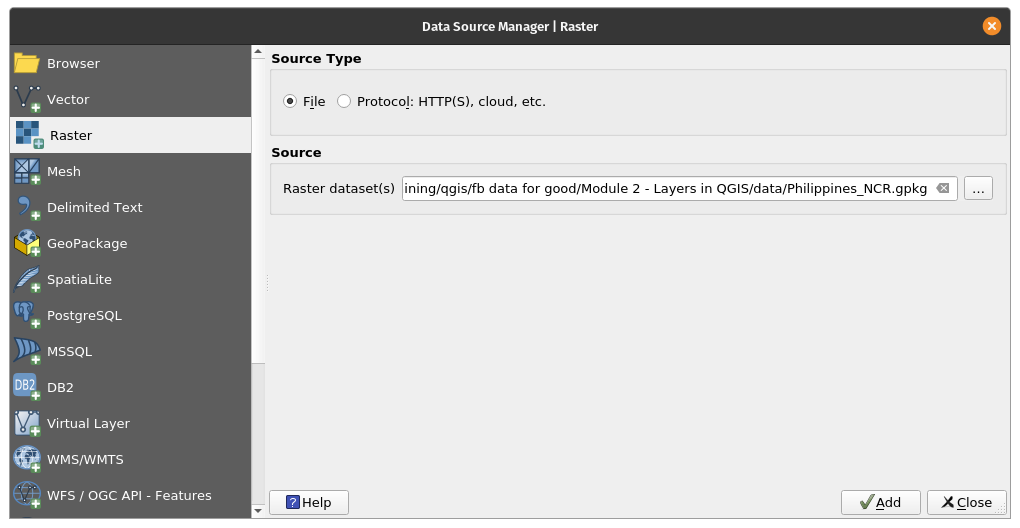 Data Source Manager | Raster
Browser
Vector
Raster
Mesh
Delimited Text
GeoPackage
SpatiaLite
PostgreSQL
MSSQL
DB2
DB2
Virtual Layer
WMS/WMTS
WFS / OGC API - Features
Source Type
File
Protocol: HTTP(S), cloud, etc.
Source
Raster dataset(s) ining/qgis/fb data for good/Module 2 - Layers in QGIS/data/Philippines_NCR.gpkg ...
? Help
Add
Close